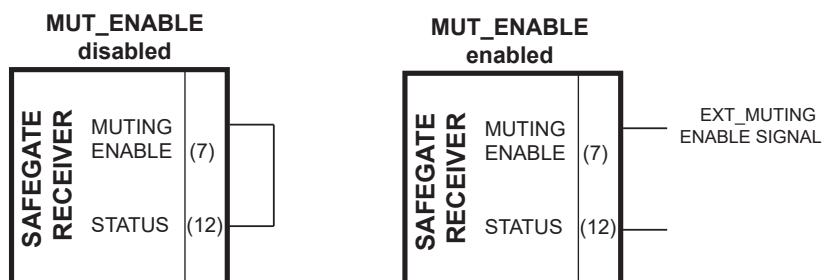 MUT_ENABLE
disabled
SAFEGATE
RECEIVER
MUTING
ENABLE
(7)
STATUS
(12)
MUT_ENABLE
enabled
SAFEGATE
RECEIVER
MUTING
ENABLE
(7)
STATUS
(12)
EXT_MUTING
ENABLE SIGNAL